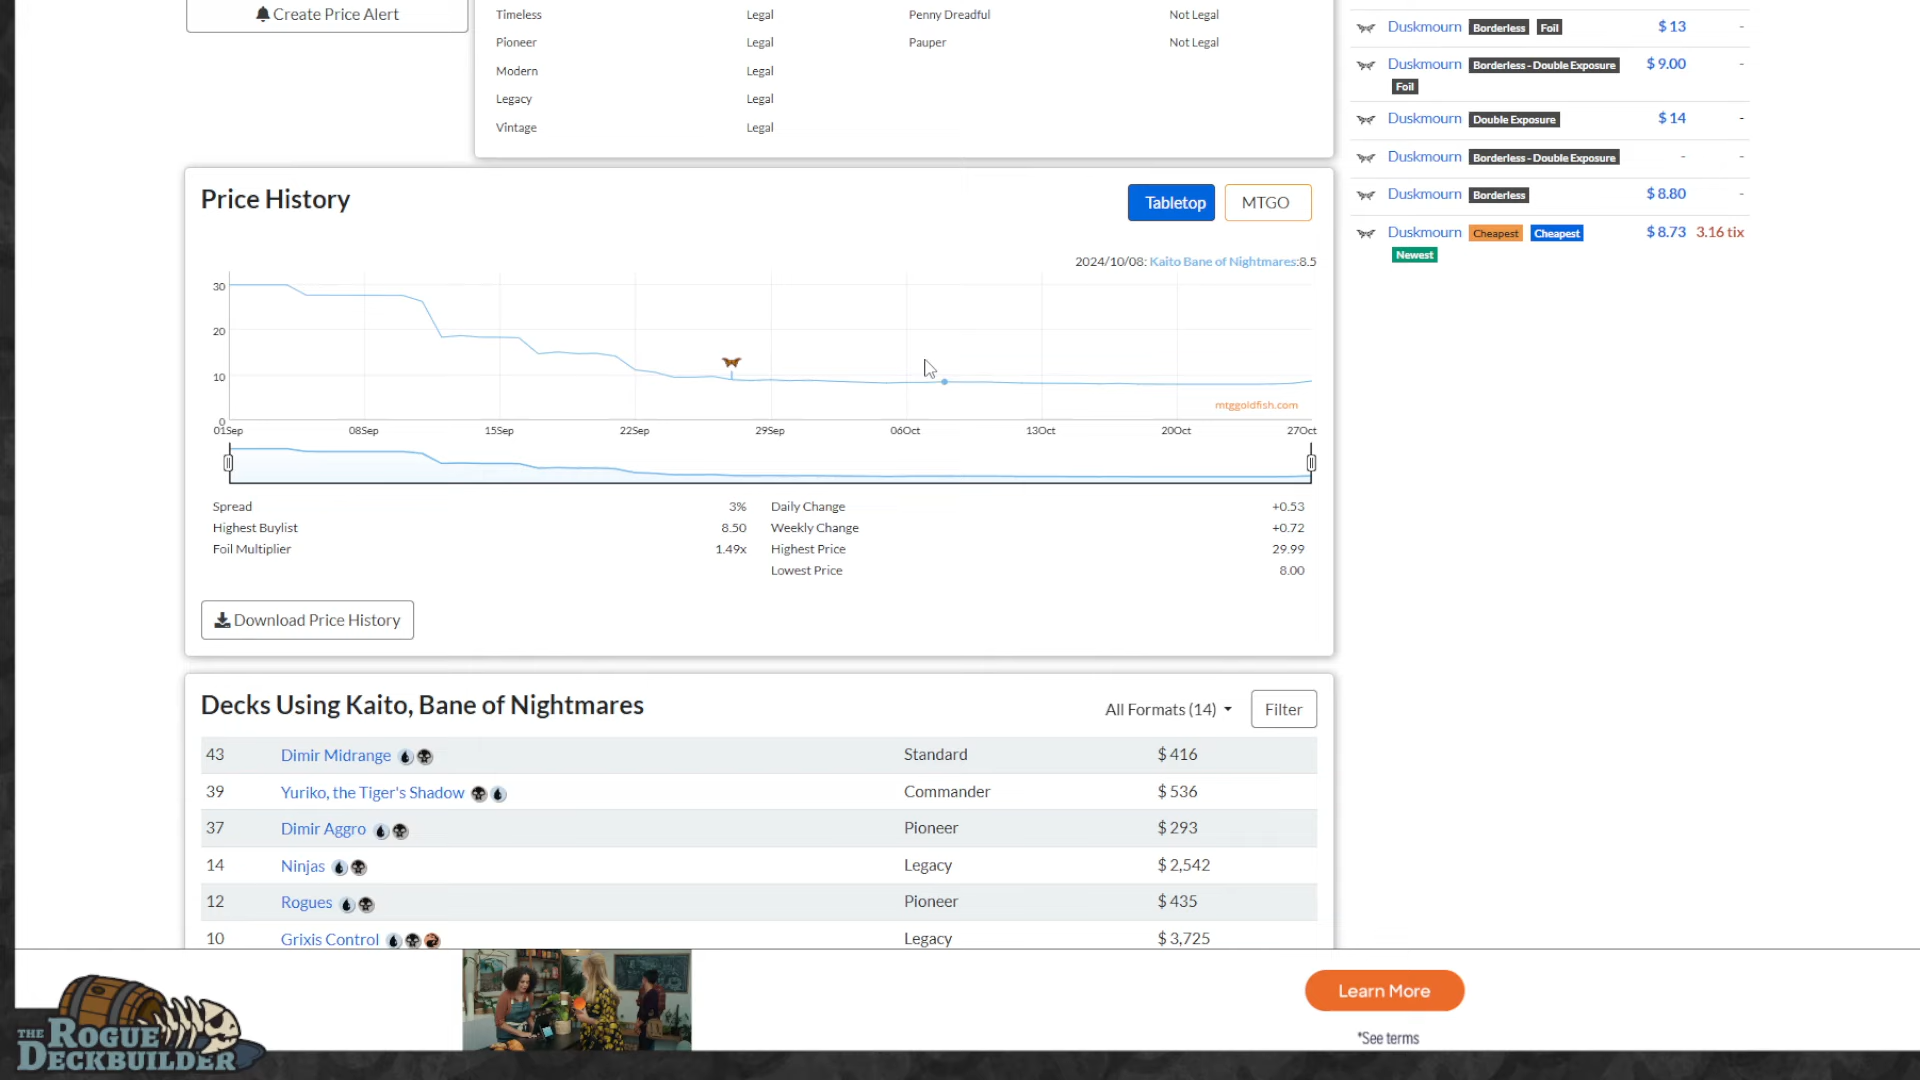 Create Price Alert
Timeless Legal Penny Dreadful Not Legal
Pioneer Legal Pauper Not Legal
Modern Legal
Legacy Legal
Vintage Legal
Price History
Tabletop MTGO
2024/10/08: Kaito Bane of Nightmares:8.5
30
20
10
0
mtggoldfish.com
01Sep 08Sep 15Sep 22Sep 29Sep 06Oct 13Oct 20Oct 27Oct
Spread 3% Daily Change +0.53
Highest Buylist 8.50 Weekly Change +0.72
Foil Multiplier 1.49x Highest Price 29.99
Lowest Price 8.00
Download Price History
Decks Using Kaito, Bane of Nightmares
All Formats (14) Filter
43 Dimir Midrange Standard $ 416
39 Yuriko, the Tiger's Shadow Commander $ 536
37 Dimir Aggro Pioneer $ 293
14 Ninjas Legacy $ 2,542
12 Rogues Pioneer $ 435
10 Grixis Control Legacy $ 3,725
Duskmourn Borderless Foil $ 13 -
Duskmourn Borderless - Double Exposure $ 9.00 -
Foil
Duskmourn Double Exposure $ 14 -
Duskmourn Borderless - Double Exposure - -
Duskmourn Borderless $ 8.80 -
Duskmourn Cheapest Cheapest $ 8.73 3.16 tix
Newest
Learn More
*See terms
THE ROGUE
DECKBUILDER